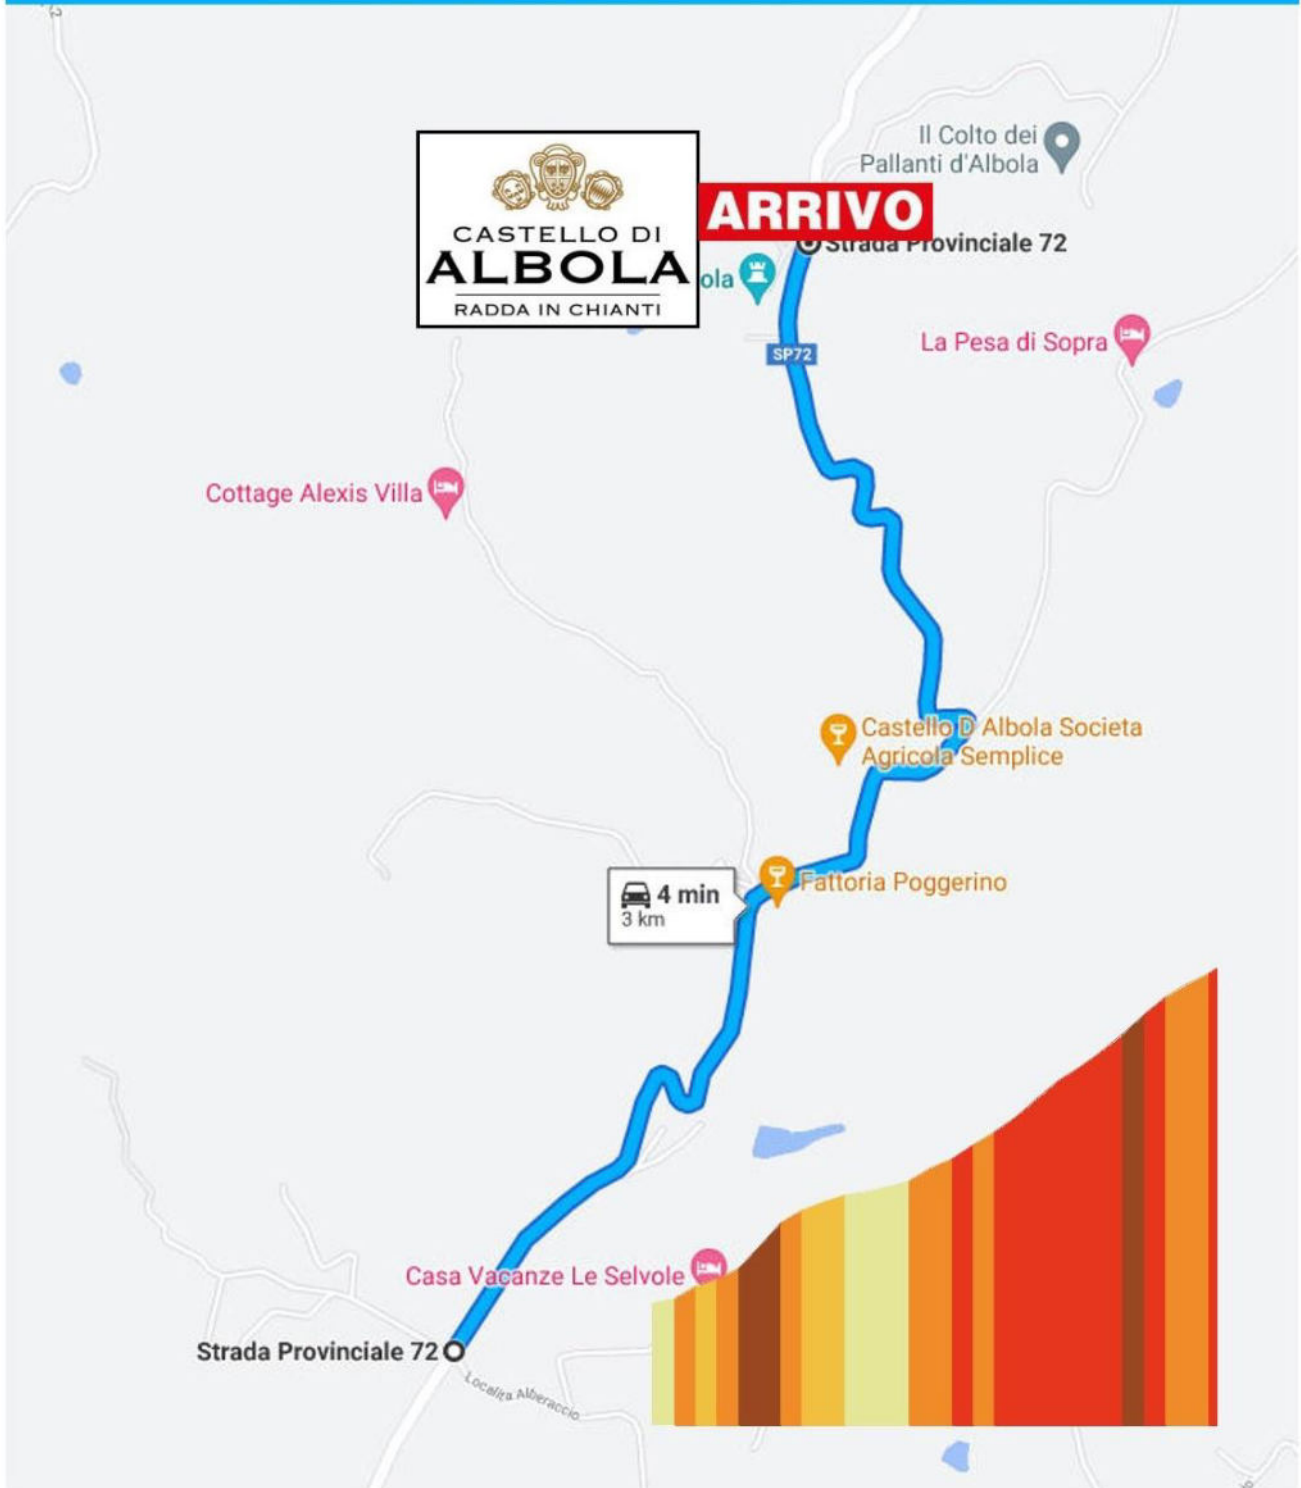 Il Colto dei
Pallanti d'Albola
CASTELLO DI
ALBOLA
RADDA IN CHIANTI
ARRIVO
Strada Provinciale 72
ola
SP72
La Pesa di Sopra
Cottage Alexis Villa
Castello D Albola Societa
Agricola Semplice
4 min
3 km
Fattoria Poggerino
Casa Vacanze Le Selvole
Strada Provinciale 72
Localita Alberaccio